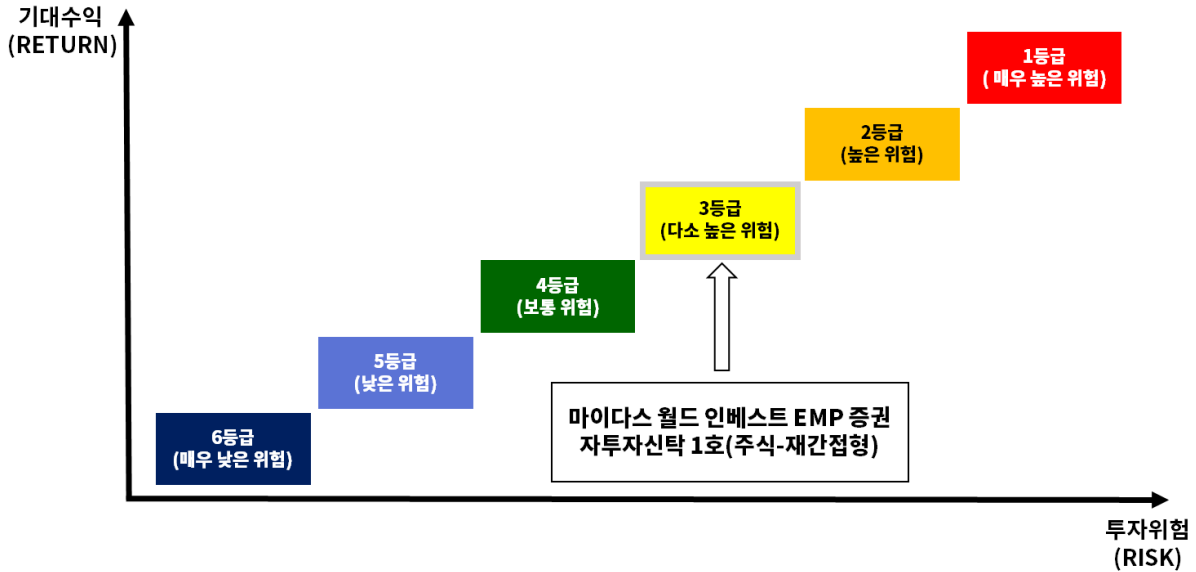 기대수익
(RETURN)
1등급
( 매우 높은 위험)
2등급
(높은 위험)
3등급
(다소 높은 위험)
4등급
(보통 위험)
5등급
(낮은 위험)
6등급
(매우 낮은 위험)
마이다스 월드 인베스트 EMP 증권
자투자신탁 1호(주식-재간접형)
투자위험
(RISK)